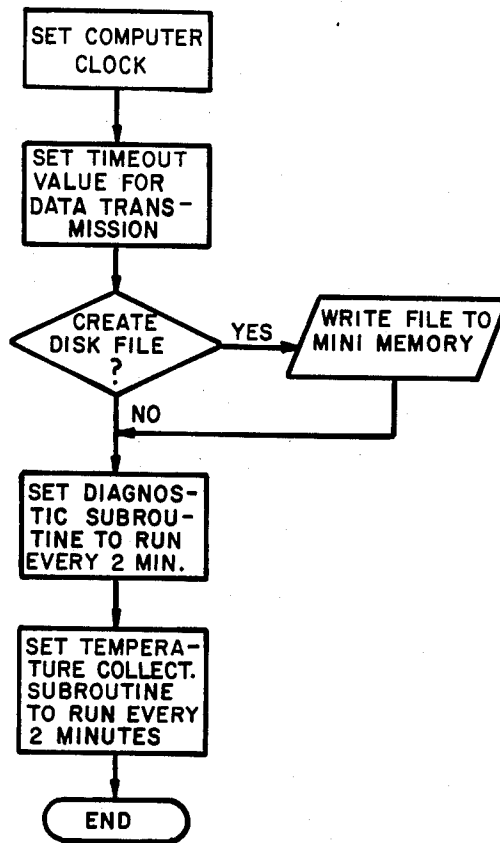 SET COMPUTER
CLOCK
SET TIMEOUT
VALUE FOR
DATA TRANS-
MISSION
CREATE
DISK FILE
?
YES
WRITE FILE TO
MINI MEMORY
NO
SET DIAGNOS-
TIC SUBROU-
TINE TO RUN
EVERY 2 MIN.
SET TEMPERA-
TURE COLLECT.
SUBROUTINE
TO RUN EVERY
2 MINUTES
END